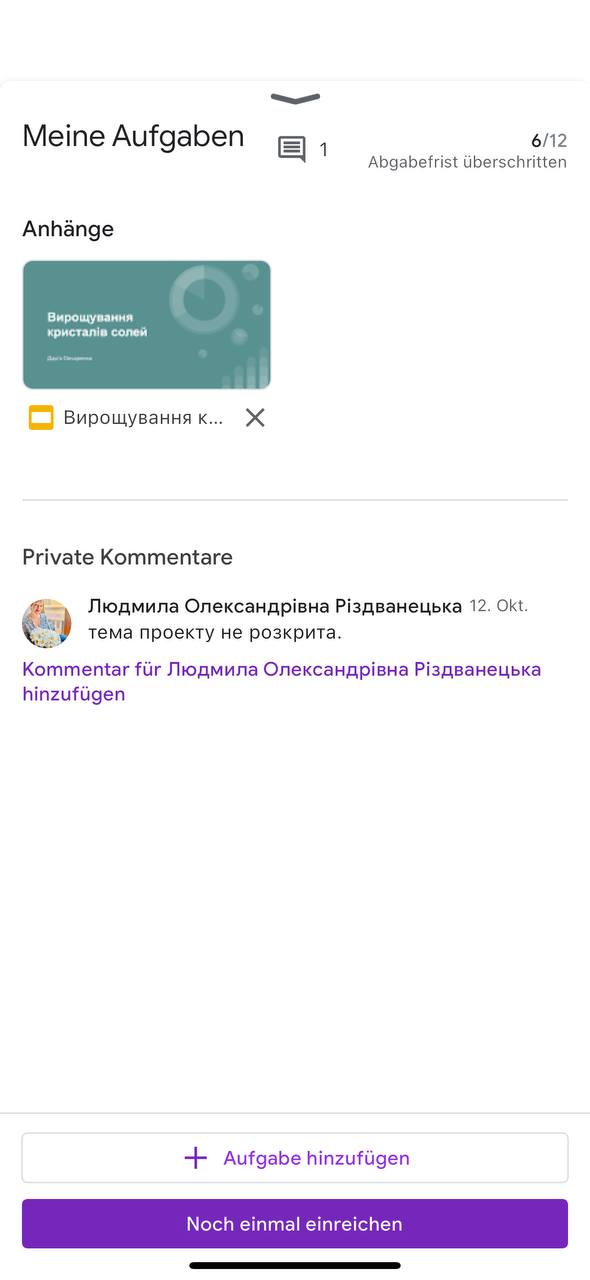 Meine Aufgaben
1
6/12
Abgabefrist überschritten
Anhänge
Вирощування
кристалів солей
Вирощування к...
Private Kommentare
Людмила Олександрівна Різдванецька 12. Okt.
тема проекту не розкрита.
Kommentar für Людмила Олександрівна Різдванецька
hinzufügen
Aufgabe hinzufügen
Noch einmal einreichen